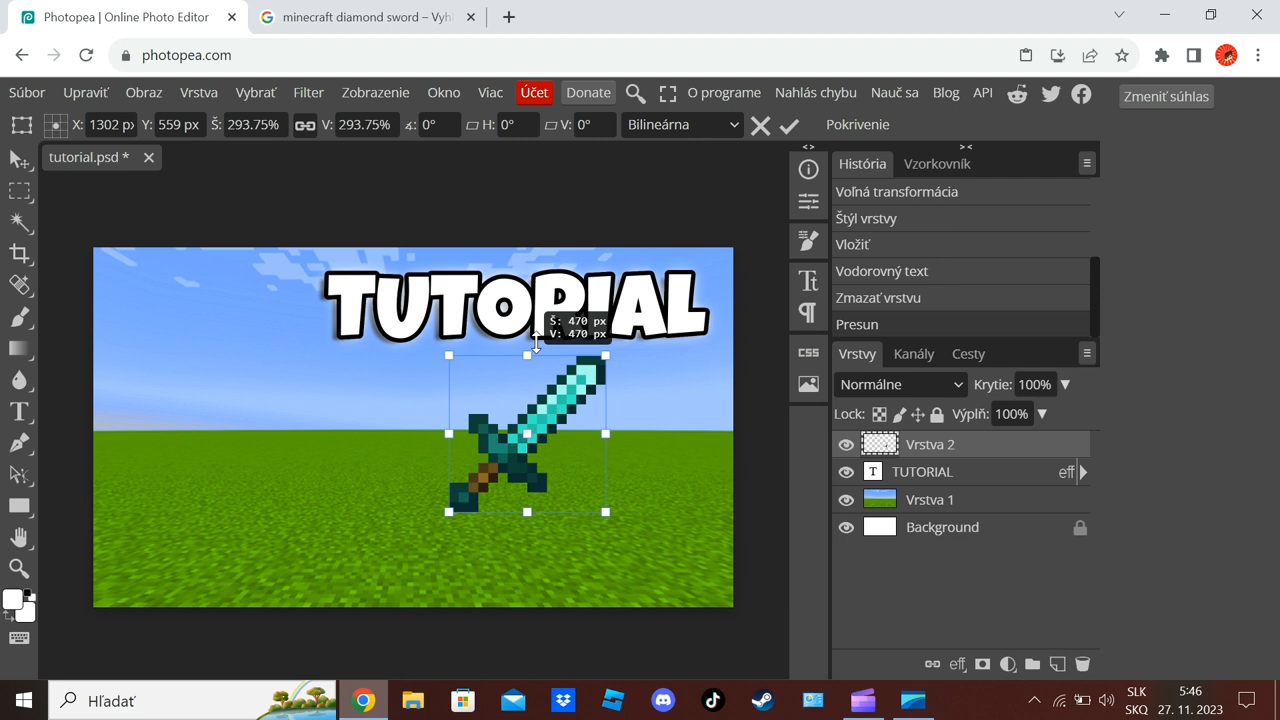 Photopea | Online Photo Editor
minecraft diamond sword – Vyh
photopea.com
Súbor Upraviť Obraz Vrstva Vybrať Filter Zobrazenie Okno Viac Účet Donate O programe Nahlás chybu Nauč sa Blog API Zmeniť súhlas
X: 1302 px Y: 559 px Š: 293.75% V: 293.75% ∡: 0° H: 0° V: 0° Bilineárna Pokrivenie
tutorial.psd *
História Vzorkovník
Voľná transformácia
Štýl vrstvy
Vložiť
Vodorovný text
Zmazať vrstvu
Presun
TUTORIAL
Š: 470 px
V: 470 px
CSS
Vrstvy Kanály Cesty
Normálne Krytie: 100%
Lock: Výplň: 100%
Vrstva 2
T TUTORIAL eff
Vrstva 1
Background
eff
Hľadať
SLK
SKQ
5:46
27. 11. 2023